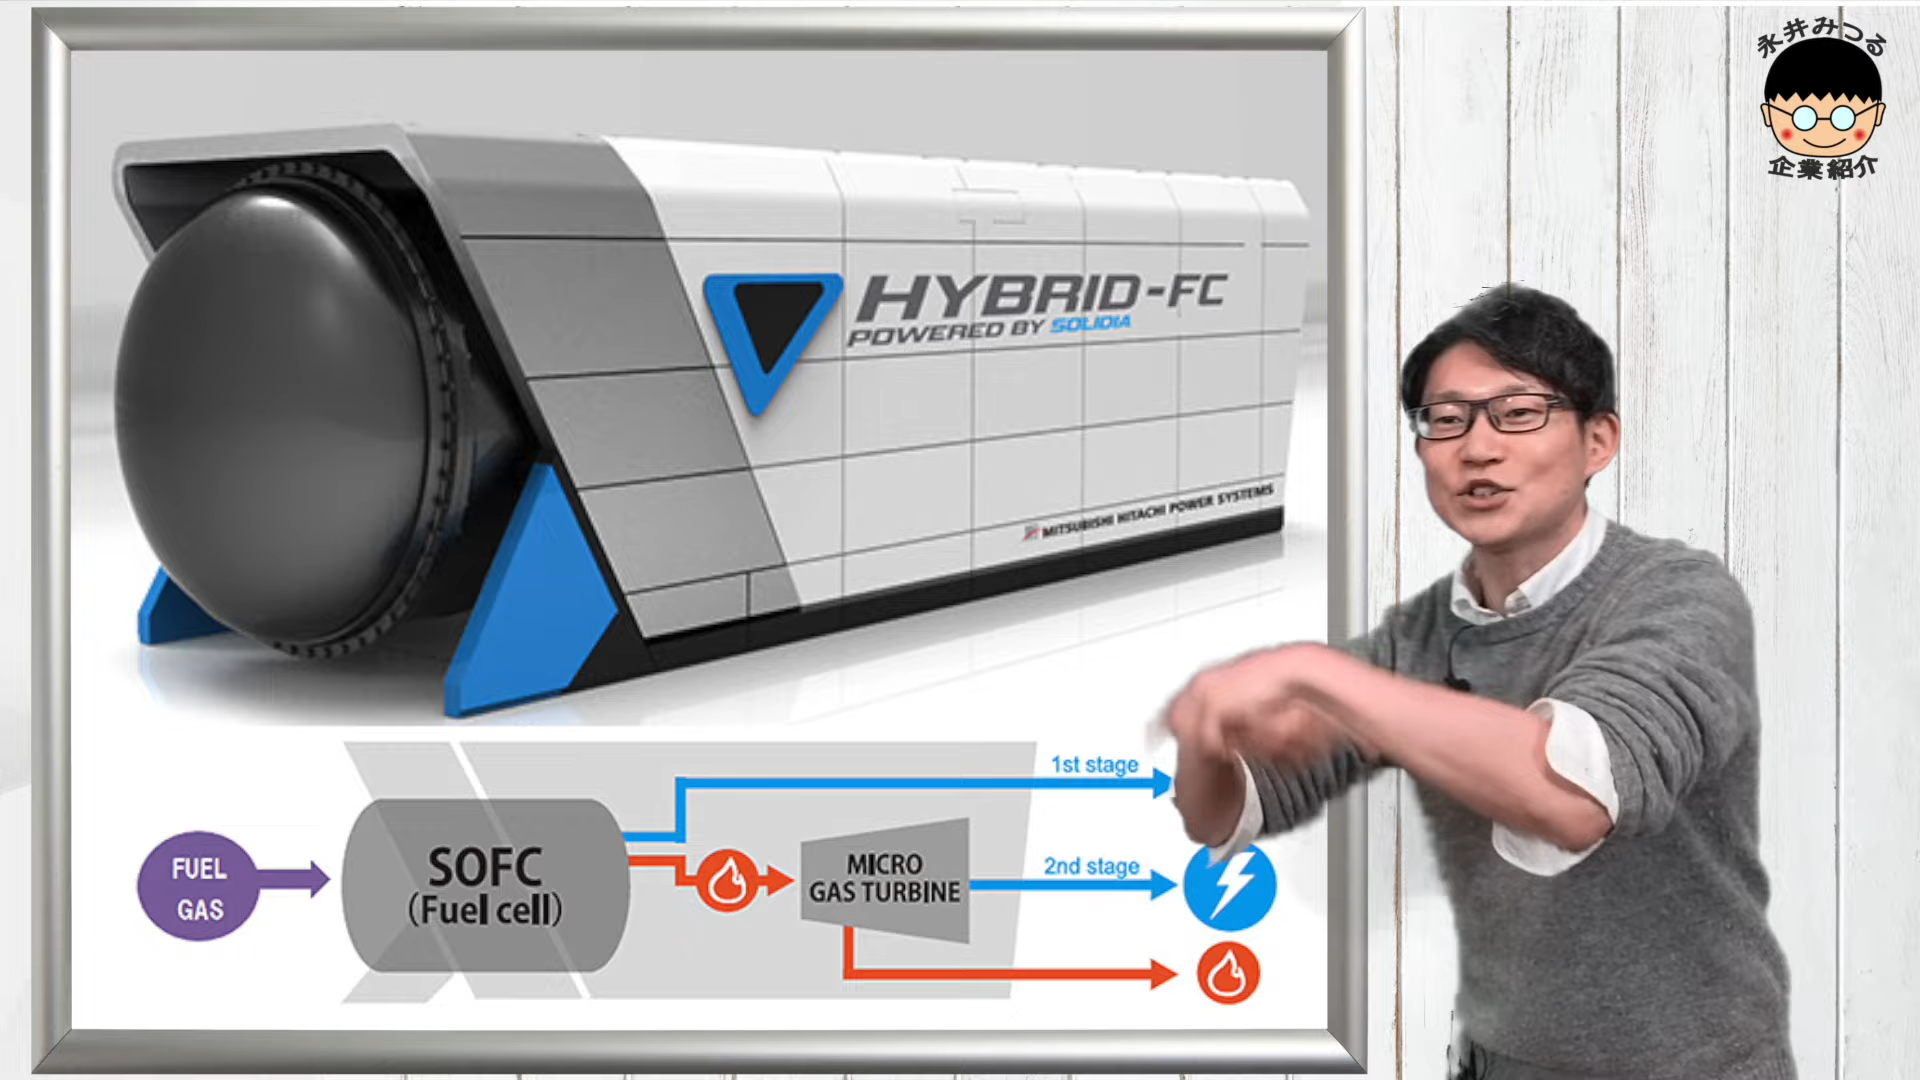 永井みつる
企業紹介
HYBRID-FC
POWERED BY SOLIDIA
MITSUBISHI HITACHI POWER SYSTEMS
1st stage
FUEL
GAS
SOFC
(Fuel cell)
MICRO
GAS TURBINE
2nd stage